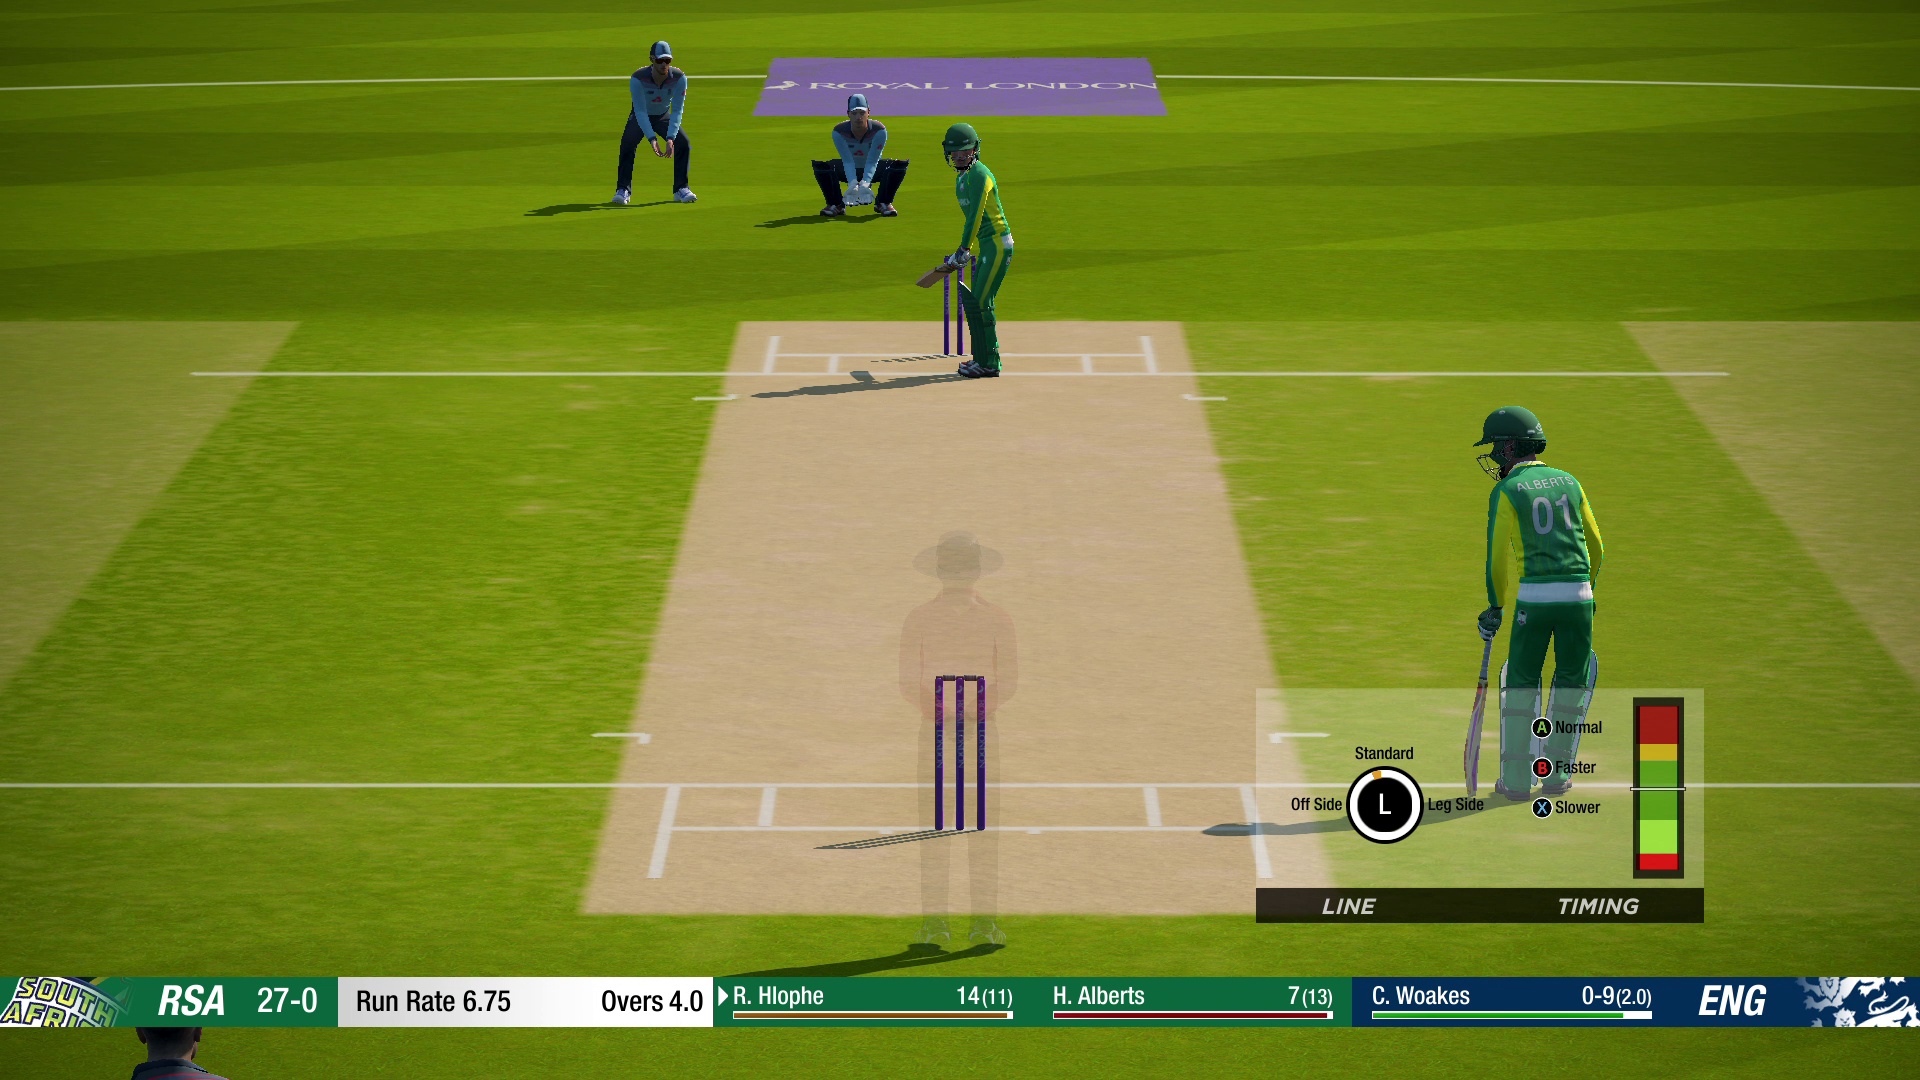 ROYAL LONDON
ALBERTS
01
A Normal
Standard
B Faster
Off Side L Leg Side
X Slower
LINE TIMING
SOUTH AFRICA RSA 27-0 Run Rate 6.75 Overs 4.0 R. Hlophe 14 (11) H. Alberts 7 (13) C. Woakes 0-9 (2.0) ENG